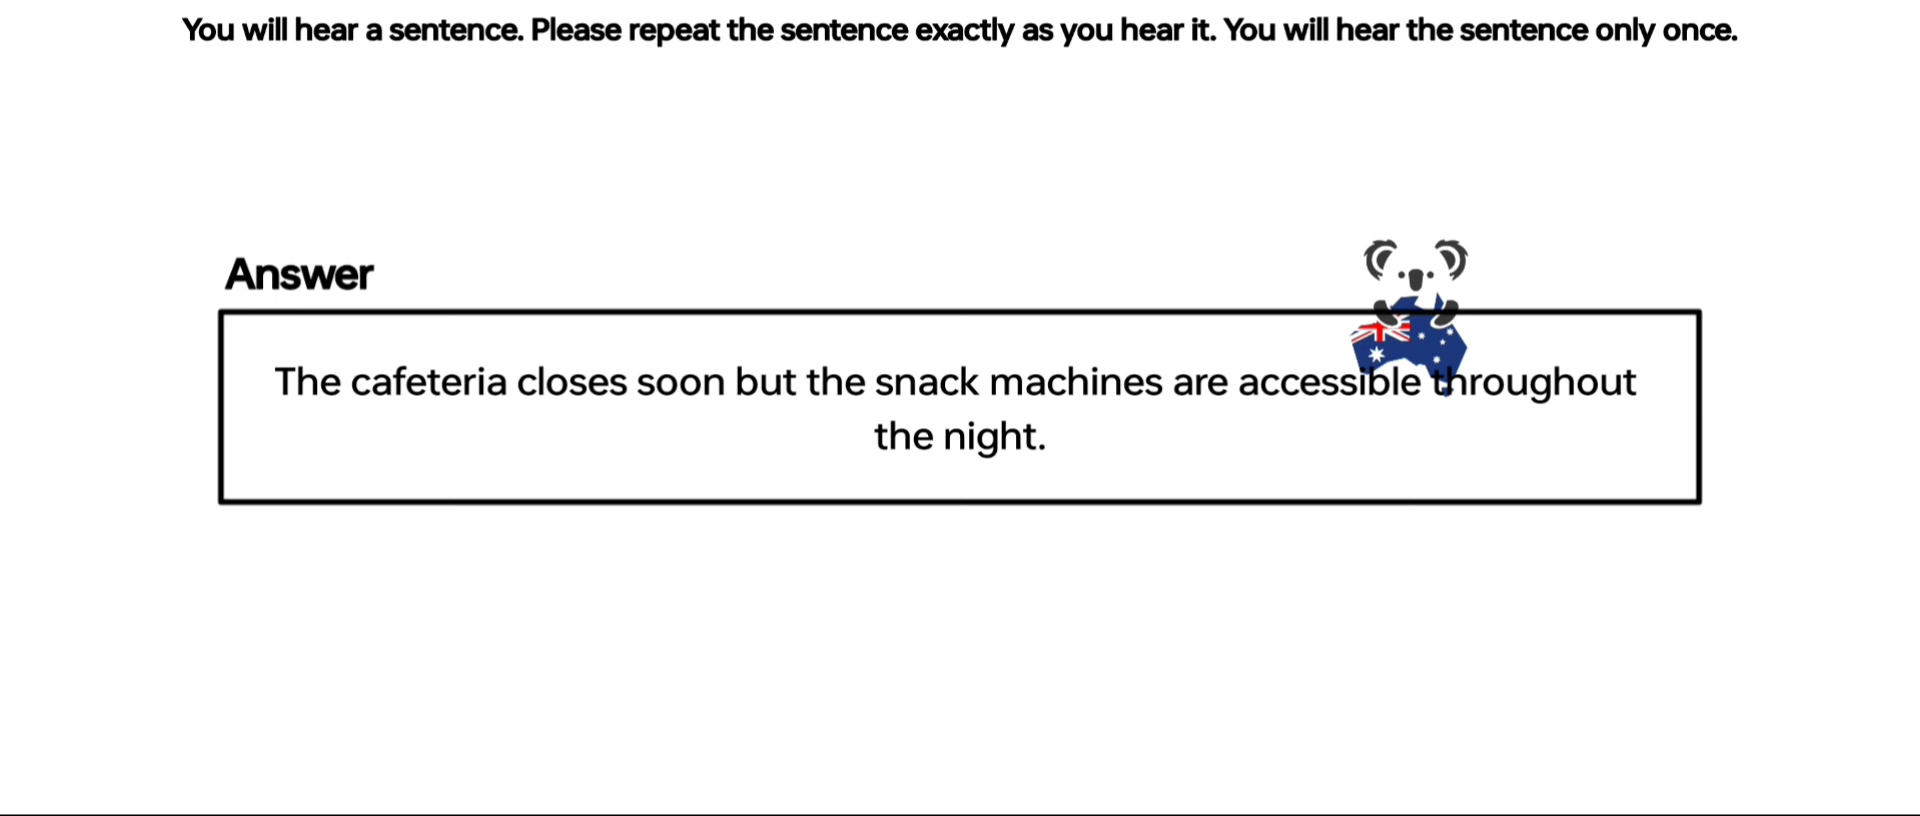 You will hear a sentence. Please repeat the sentence exactly as you hear it. You will hear the sentence only once.
Answer
The cafeteria closes soon but the snack machines are accessible throughout
the night.